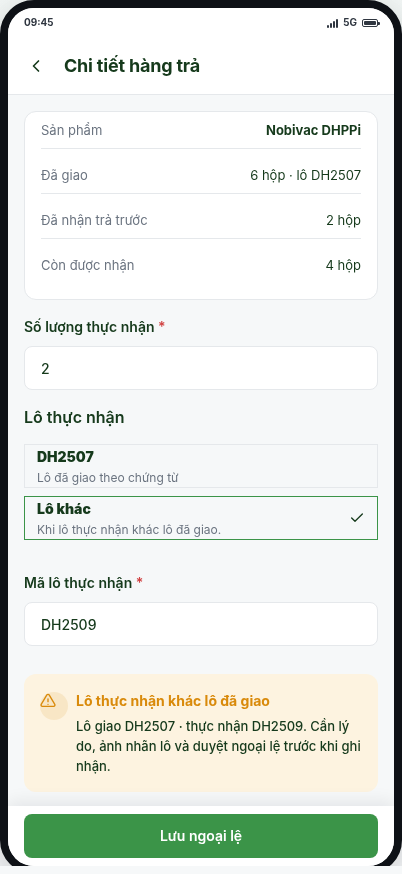 09:45
5G
Chi tiết hàng trả
Sản phẩm
Nobivac DHPPi
Đã giao
6 hộp · lô DH2507
Đã nhận trả trước
2 hộp
Còn được nhận
4 hộp
Số lượng thực nhận *
2
Lô thực nhận
DH2507
Lô đã giao theo chứng từ
Lô khác
Khi lô thực nhận khác lô đã giao.
Mã lô thực nhận *
DH2509
Lô thực nhận khác lô đã giao
Lô giao DH2507 · thực nhận DH2509. Cần lý
do, ảnh nhãn lô và duyệt ngoại lệ trước khi ghi
nhận.
Lưu ngoại lệ